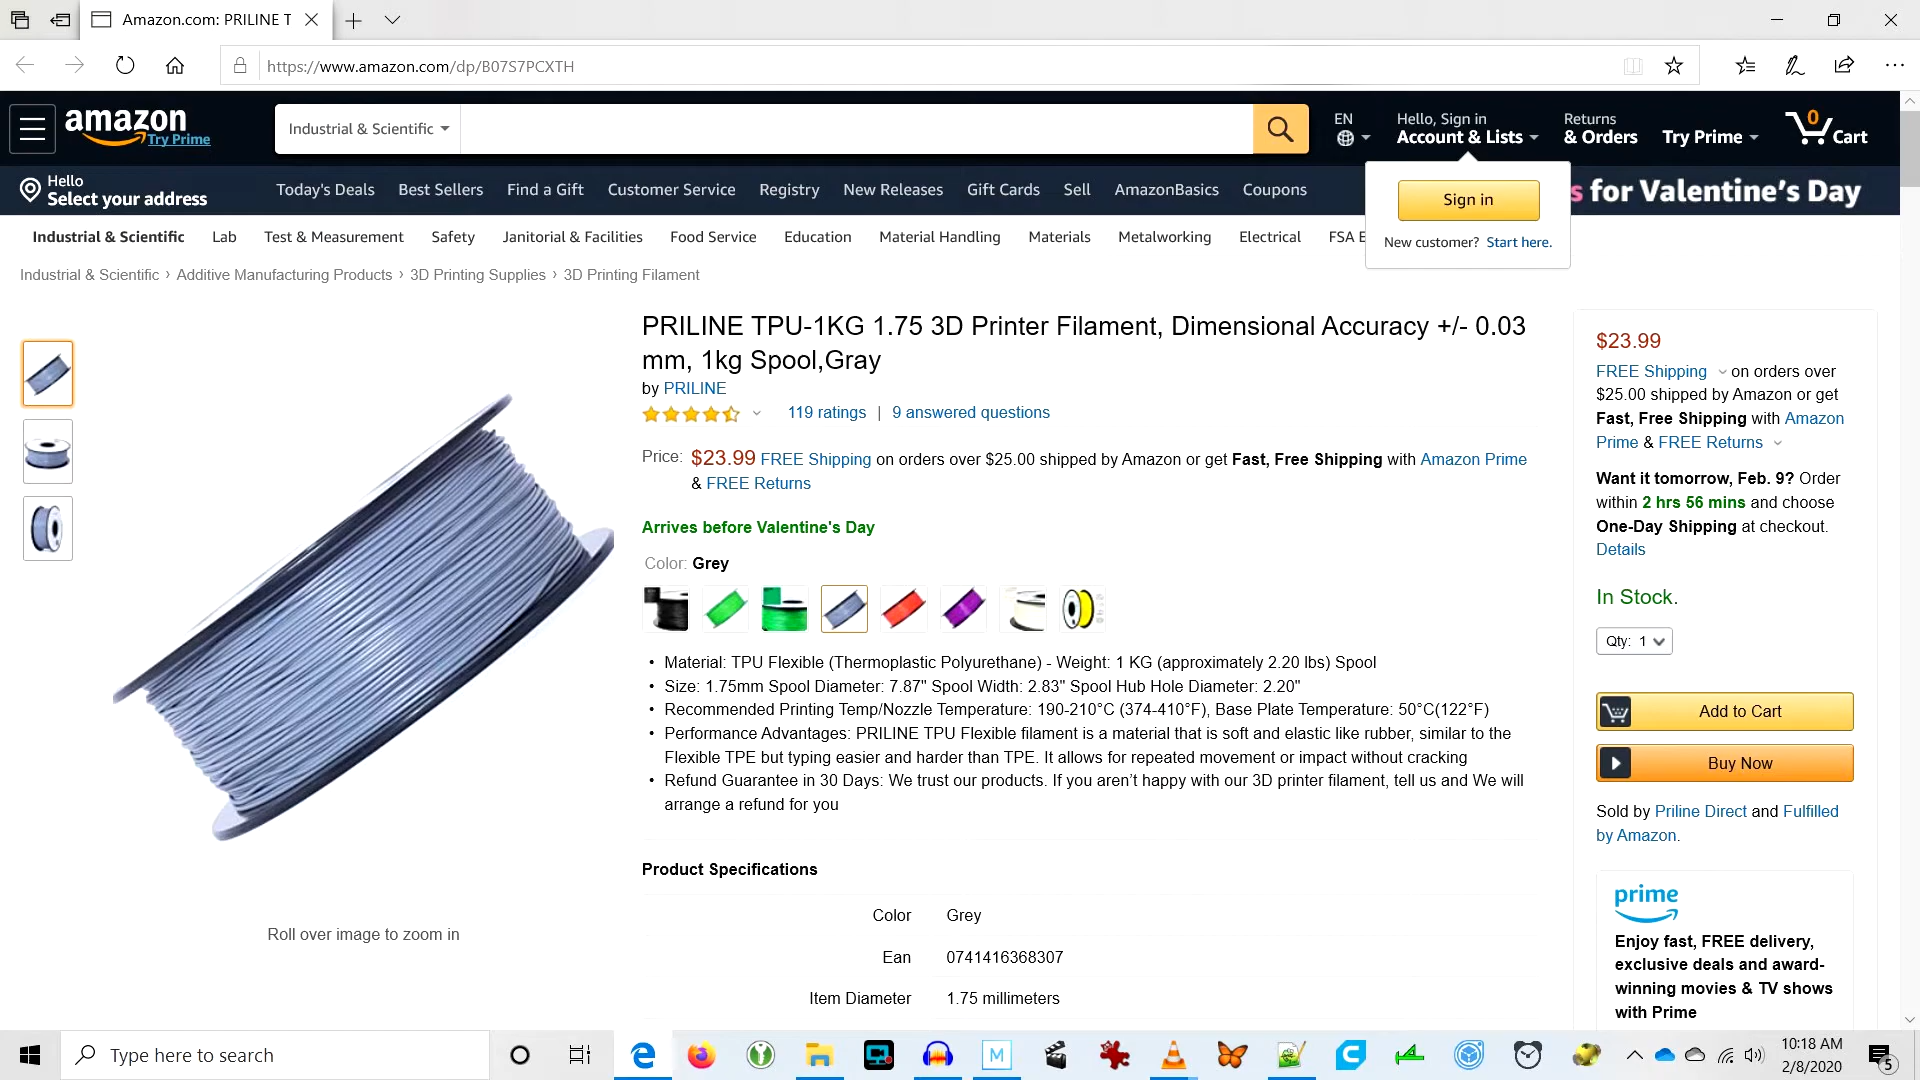 Amazon.com: PRILINE T
https://www.amazon.com/dp/B07S7PCXTH
amazon
Try Prime
Industrial & Scientific
EN
Hello, Sign in
Account & Lists
Returns
& Orders
Try Prime
0
Cart
Hello
Select your address
Today's Deals
Best Sellers
Find a Gift
Customer Service
Registry
New Releases
Gift Cards
Sell
AmazonBasics
Coupons
s for Valentine's Day
Sign in
New customer? Start here.
Industrial & Scientific
Lab
Test & Measurement
Safety
Janitorial & Facilities
Food Service
Education
Material Handling
Materials
Metalworking
Electrical
FSA E
Industrial & Scientific › Additive Manufacturing Products › 3D Printing Supplies › 3D Printing Filament
PRILINE TPU-1KG 1.75 3D Printer Filament, Dimensional Accuracy +/- 0.03
mm, 1kg Spool,Gray
by PRILINE
119 ratings | 9 answered questions
Price: $23.99 FREE Shipping on orders over $25.00 shipped by Amazon or get Fast, Free Shipping with Amazon Prime
& FREE Returns
Arrives before Valentine's Day
Color: Grey
• Material: TPU Flexible (Thermoplastic Polyurethane) - Weight: 1 KG (approximately 2.20 lbs) Spool
• Size: 1.75mm Spool Diameter: 7.87" Spool Width: 2.83" Spool Hub Hole Diameter: 2.20"
• Recommended Printing Temp/Nozzle Temperature: 190-210°C (374-410°F), Base Plate Temperature: 50°C(122°F)
• Performance Advantages: PRILINE TPU Flexible filament is a material that is soft and elastic like rubber, similar to the
Flexible TPE but typing easier and harder than TPE. It allows for repeated movement or impact without cracking
• Refund Guarantee in 30 Days: We trust our products. If you aren't happy with our 3D printer filament, tell us and We will
arrange a refund for you
Product Specifications
Color Grey
Ean 0741416368307
Item Diameter 1.75 millimeters
Roll over image to zoom in
$23.99
FREE Shipping on orders over
$25.00 shipped by Amazon or get
Fast, Free Shipping with Amazon
Prime & FREE Returns
Want it tomorrow, Feb. 9? Order
within 2 hrs 56 mins and choose
One-Day Shipping at checkout.
Details
In Stock.
Qty: 1
Add to Cart
Buy Now
Sold by Priline Direct and Fulfilled
by Amazon.
prime
Enjoy fast, FREE delivery,
exclusive deals and award-
winning movies & TV shows
with Prime
Type here to search
M
10:18 AM
2/8/2020
5